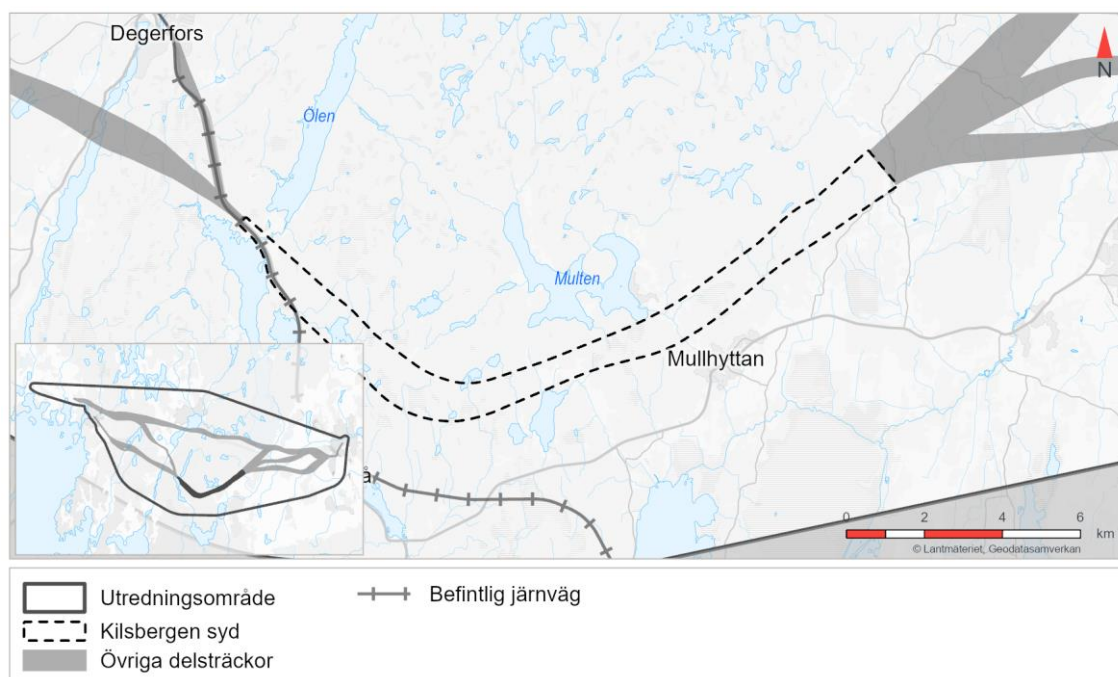 Degerfors
N
Ölen
Multen
Mullhyttan
å
0 2 4 6
km
© Lantmäteriet, Geodatasamverkan
Utredningsområde
Befintlig järnväg
Kilsbergen syd
Övriga delsträckor